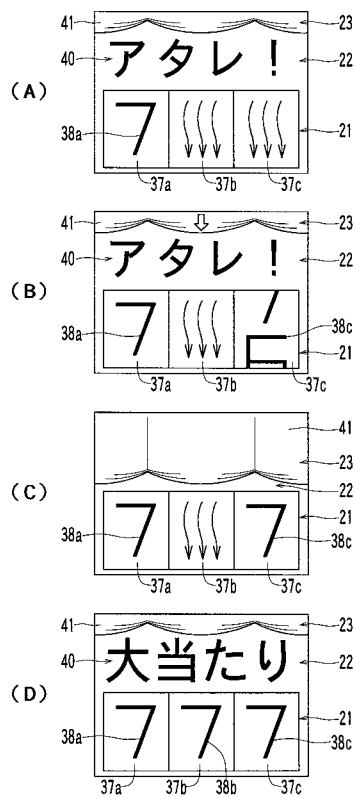 41 23
40 アタレ! 22
(A)
38a 7 21
37a 37b 37c
41 23
40 アタレ! 22
(B)
38a 7 7 38c
6 21
37a 37b 37c
41
23
(C) 22
38a 7 7 21
38c
37a 37b 37c
41 23
40 大当たり 22
(D)
38a 7 7 7 21
38c
37a 37b 38b 37c